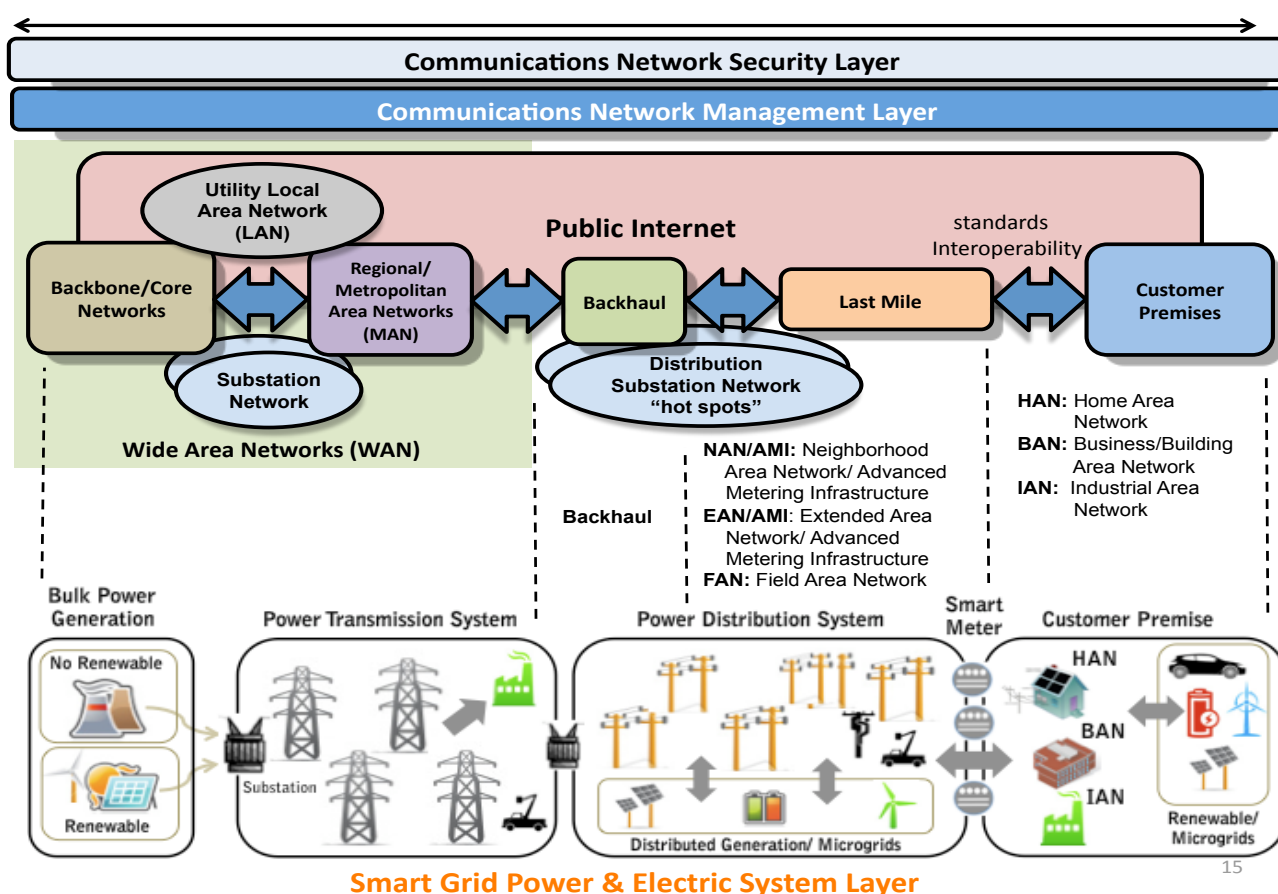 Communications Network Security Layer
Communications Network Management Layer
Utility Local
Area Network
(LAN)
Public Internet
standards
Interoperability
Backbone/Core
Networks
Regional/
Metropolitan
Area Networks
(MAN)
Backhaul
Last Mile
Customer
Premises
Substation
Network
Distribution
Substation Network
“hot spots”
Wide Area Networks (WAN)
Backhaul
NAN/AMI: Neighborhood
Area Network/ Advanced
Metering Infrastructure
EAN/AMI: Extended Area
Network/ Advanced
Metering Infrastructure
FAN: Field Area Network
HAN: Home Area
Network
BAN: Business/Building
Area Network
IAN: Industrial Area
Network
Bulk Power
Generation
Power Transmission System
Power Distribution System
Smart
Meter
Customer Premise
No Renewable
Renewable
Substation
Distributed Generation/ Microgrids
HAN
BAN
IAN
Renewable/
Microgrids
15
Smart Grid Power & Electric System Layer